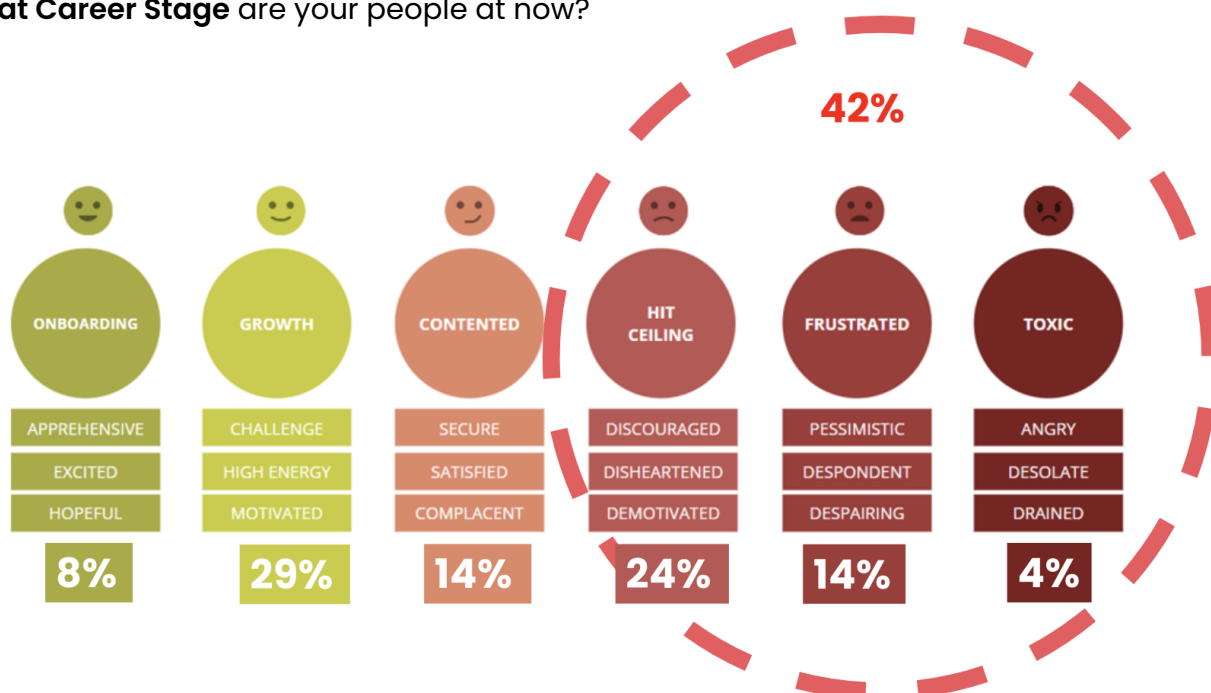 at Career Stage are your people at now?
42%
ONBOARDING
GROWTH
CONTENTED
HIT
CEILING
FRUSTRATED
TOXIC
APPREHENSIVE
CHALLENGE
SECURE
DISCOURAGED
PESSIMISTIC
ANGRY
EXCITED
HIGH ENERGY
SATISFIED
DISHEARTENED
DESPONDENT
DESOLATE
HOPEFUL
MOTIVATED
COMPLACENT
DEMOTIVATED
DESPAIRING
DRAINED
8%
29%
14%
24%
14%
4%